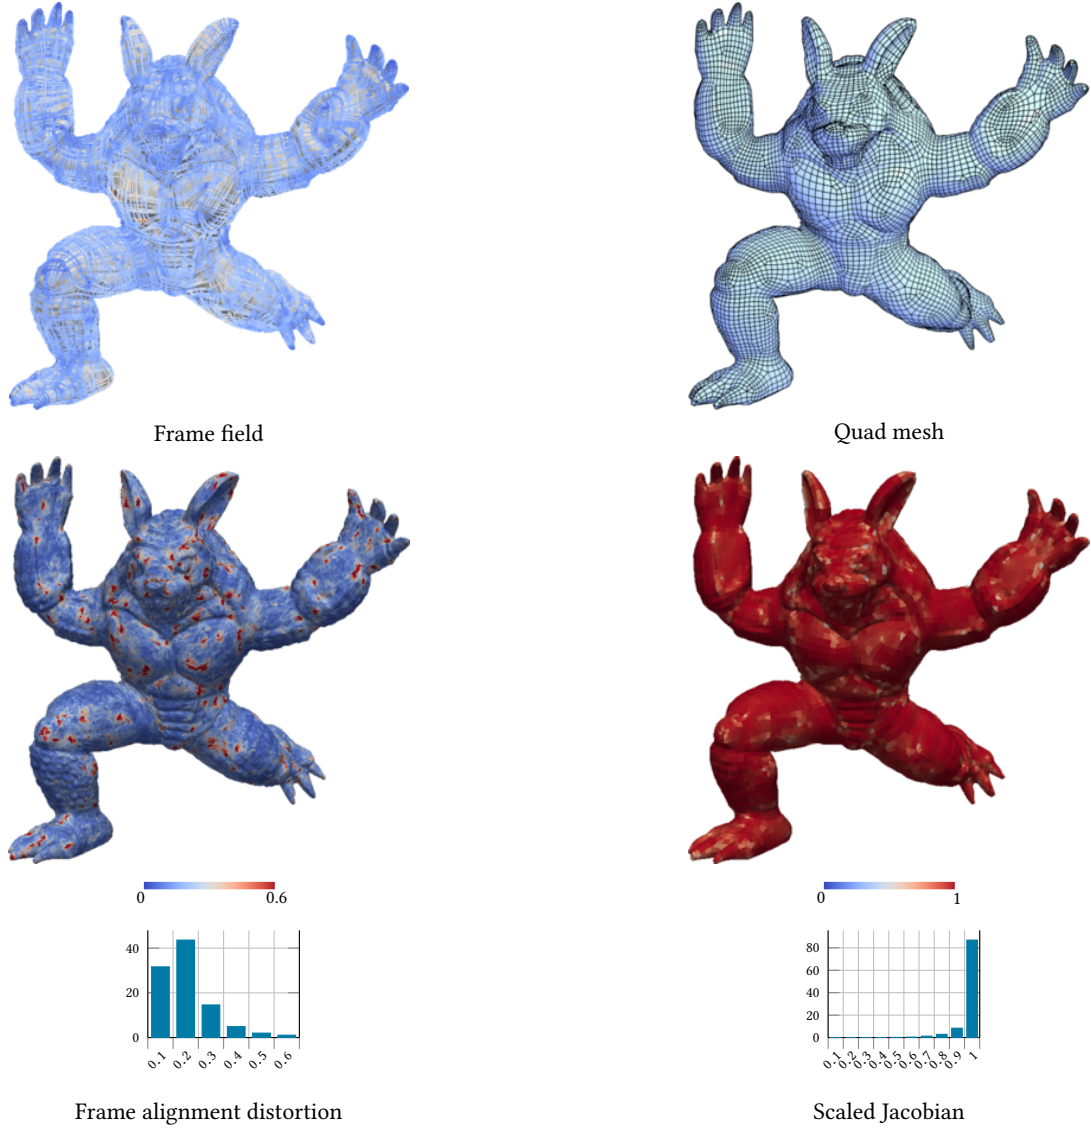 Frame field
Quad mesh
0 0.6
0 1
40
20
0
0.1 0.2 0.3 0.4 0.5 0.6
80
60
40
20
0
0.1 0.2 0.3 0.4 0.5 0.6 0.7 0.8 0.9 1
Frame alignment distortion
Scaled Jacobian